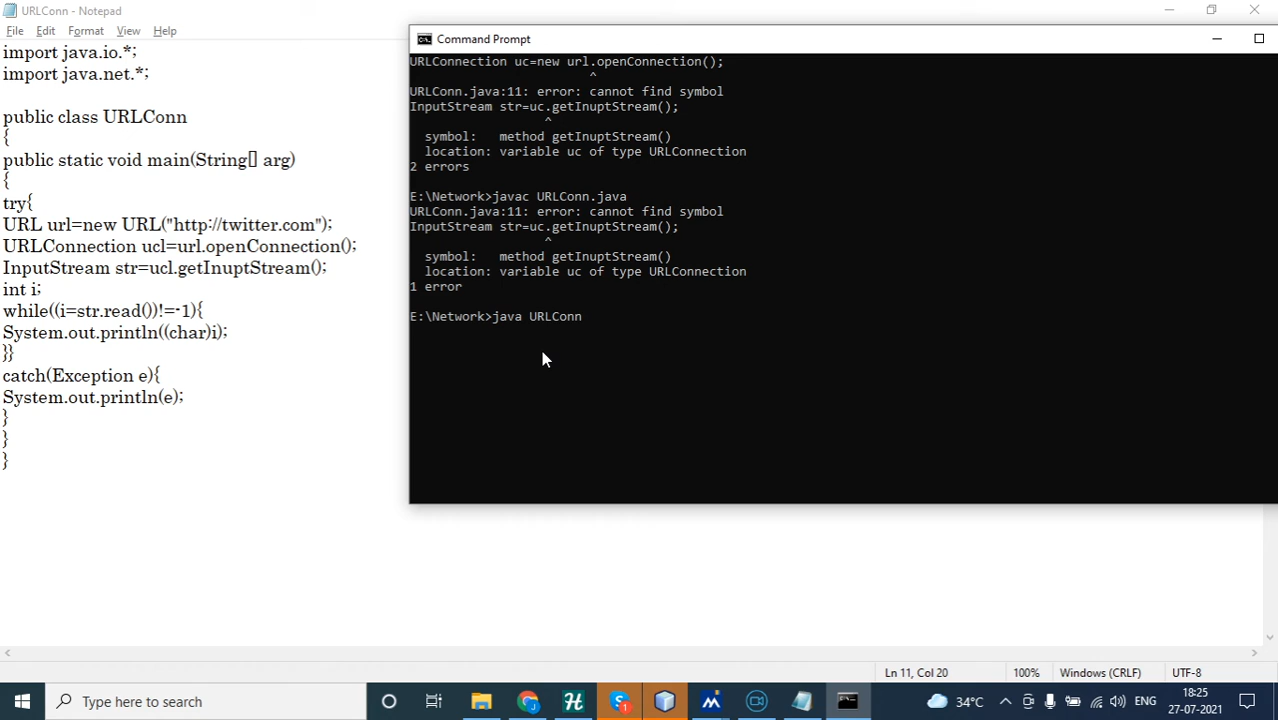 URLConn - Notepad
File Edit Format View Help
import java.io.*;
import java.net.*;
public class URLConn
{
public static void main(String[] arg)
{
try{
URL url=new URL("http://twitter.com");
URLConnection ucl=url.openConnection();
InputStream str=ucl.getInuptStream();
int i;
while((i=str.read())!=-1){
System.out.println((char)i);
}}
catch(Exception e){
System.out.println(e);
}
}
}
Command Prompt
URLConnection uc=new url.openConnection();
^
URLConn.java:11: error: cannot find symbol
InputStream str=uc.getInuptStream();
^
symbol: method getInuptStream()
location: variable uc of type URLConnection
2 errors
E:\Network>javac URLConn.java
URLConn.java:11: error: cannot find symbol
InputStream str=uc.getInuptStream();
^
symbol: method getInuptStream()
location: variable uc of type URLConnection
1 error
E:\Network>java URLConn
Ln 11, Col 20 100% Windows (CRLF) UTF-8
Type here to search
34°C ENG
18:25
27-07-2021